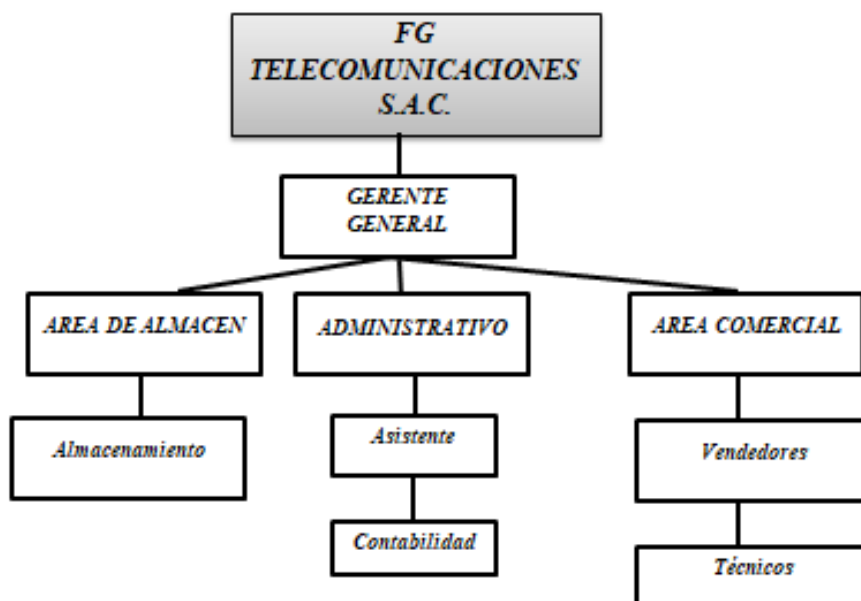 FG
TELECOMUNICACIONES
S.A.C.
GERENTE
GENERAL
AREA DE ALMACEN
ADMINISTRATIVO
AREA COMERCIAL
Almacenamiento
Asistente
Vendedores
Contabilidad
Técnicos